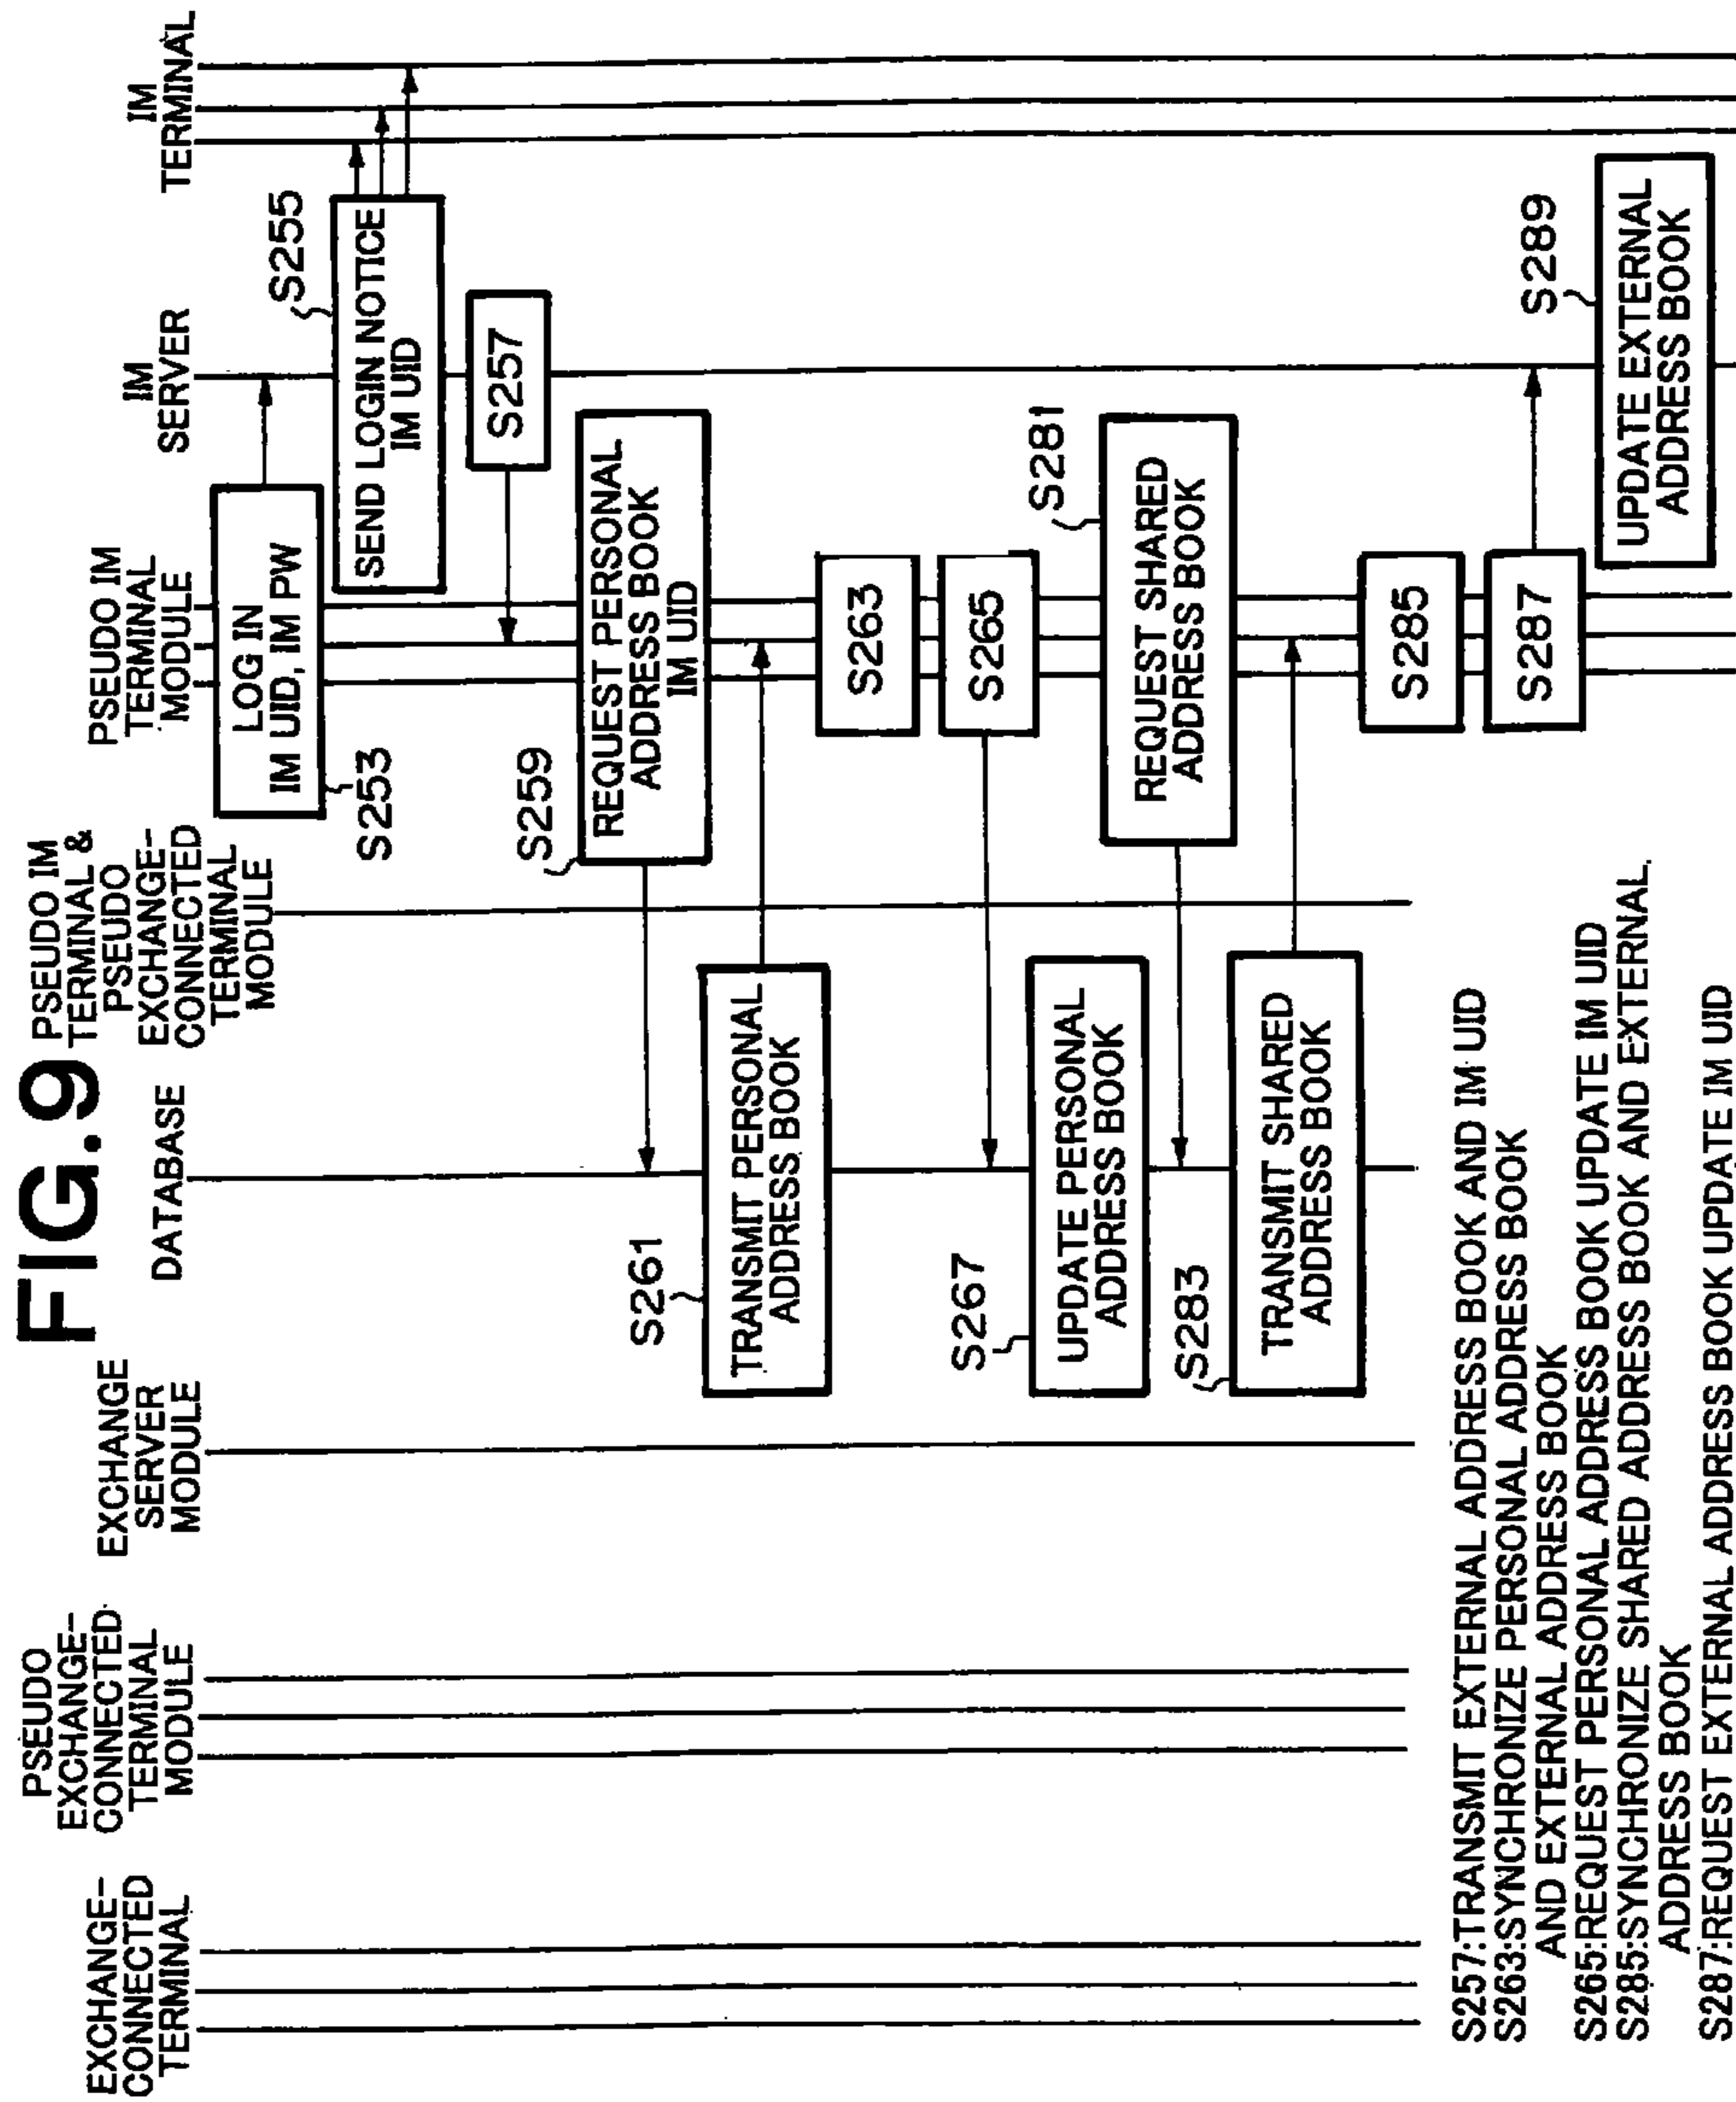 FIG.9
EXCHANGE-
CONNECTED
TERMINAL
PSEUDO
EXCHANGE-
CONNECTED
TERMINAL
MODULE
EXCHANGE
SERVER
MODULE
DATABASE
PSEUDO IM
TERMINAL &
PSEUDO
EXCHANGE-
CONNECTED
TERMINAL
MODULE
PSEUDO IM
TERMINAL
MODULE
IM
SERVER
IM
TERMINAL
LOG IN
IM UID, IM PW
S253
S255
SEND LOGIN NOTICE
IM UID
S257
S259
REQUEST PERSONAL
ADDRESS BOOK
IM UID
S261
TRANSMIT PERSONAL
ADDRESS BOOK
S263
S265
S267
UPDATE PERSONAL
ADDRESS BOOK
S281
REQUEST SHARED
ADDRESS BOOK
S283
TRANSMIT SHARED
ADDRESS BOOK
S285
S287
S289
UPDATE EXTERNAL
ADDRESS BOOK
S257:TRANSMIT EXTERNAL ADDRESS BOOK AND IM UID
S263:SYNCHRONIZE PERSONAL ADDRESS BOOK
AND EXTERNAL ADDRESS BOOK
S265:REQUEST PERSONAL ADDRESS BOOK UPDATE IM UID
S285:SYNCHRONIZE SHARED ADDRESS BOOK AND EXTERNAL
ADDRESS BOOK
S287:REQUEST EXTERNAL ADDRESS BOOK UPDATE IM UID